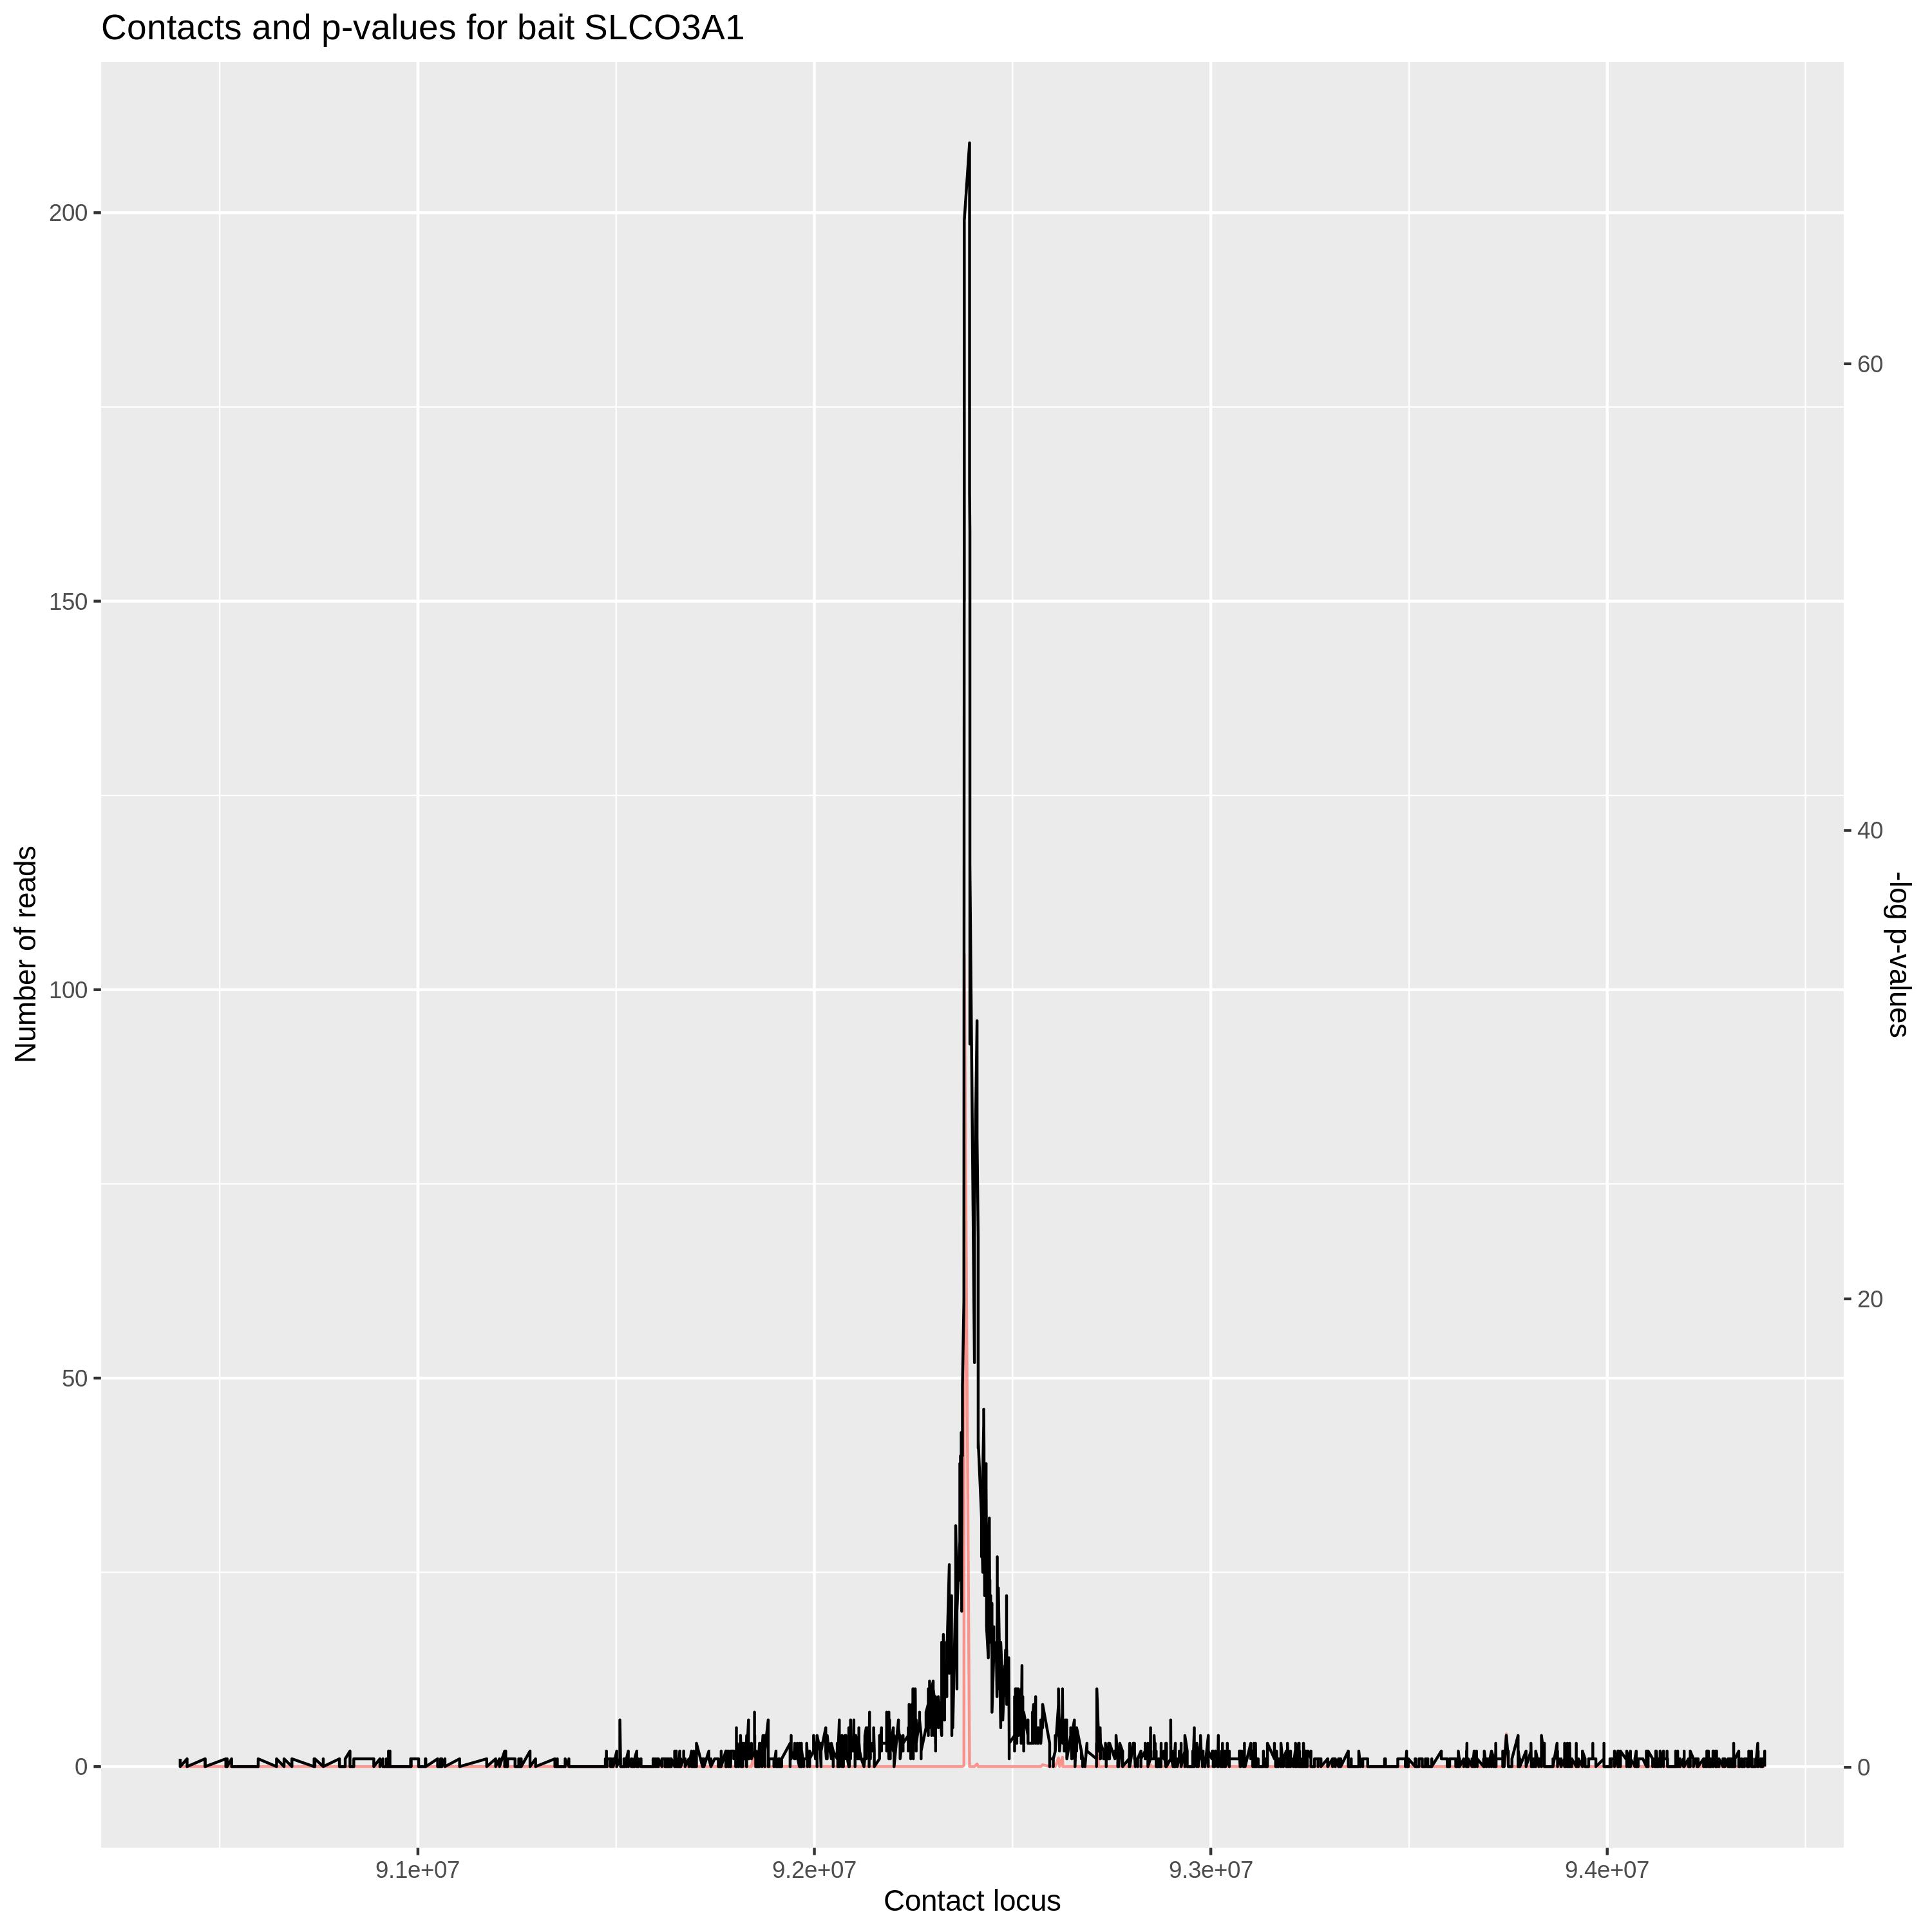 Contacts and p-values for bait SLCO3A1
Number of reads
200
150
100
50
0
60
40
20
0
-log p-values
9.1e+07
9.2e+07
9.3e+07
9.4e+07
Contact locus